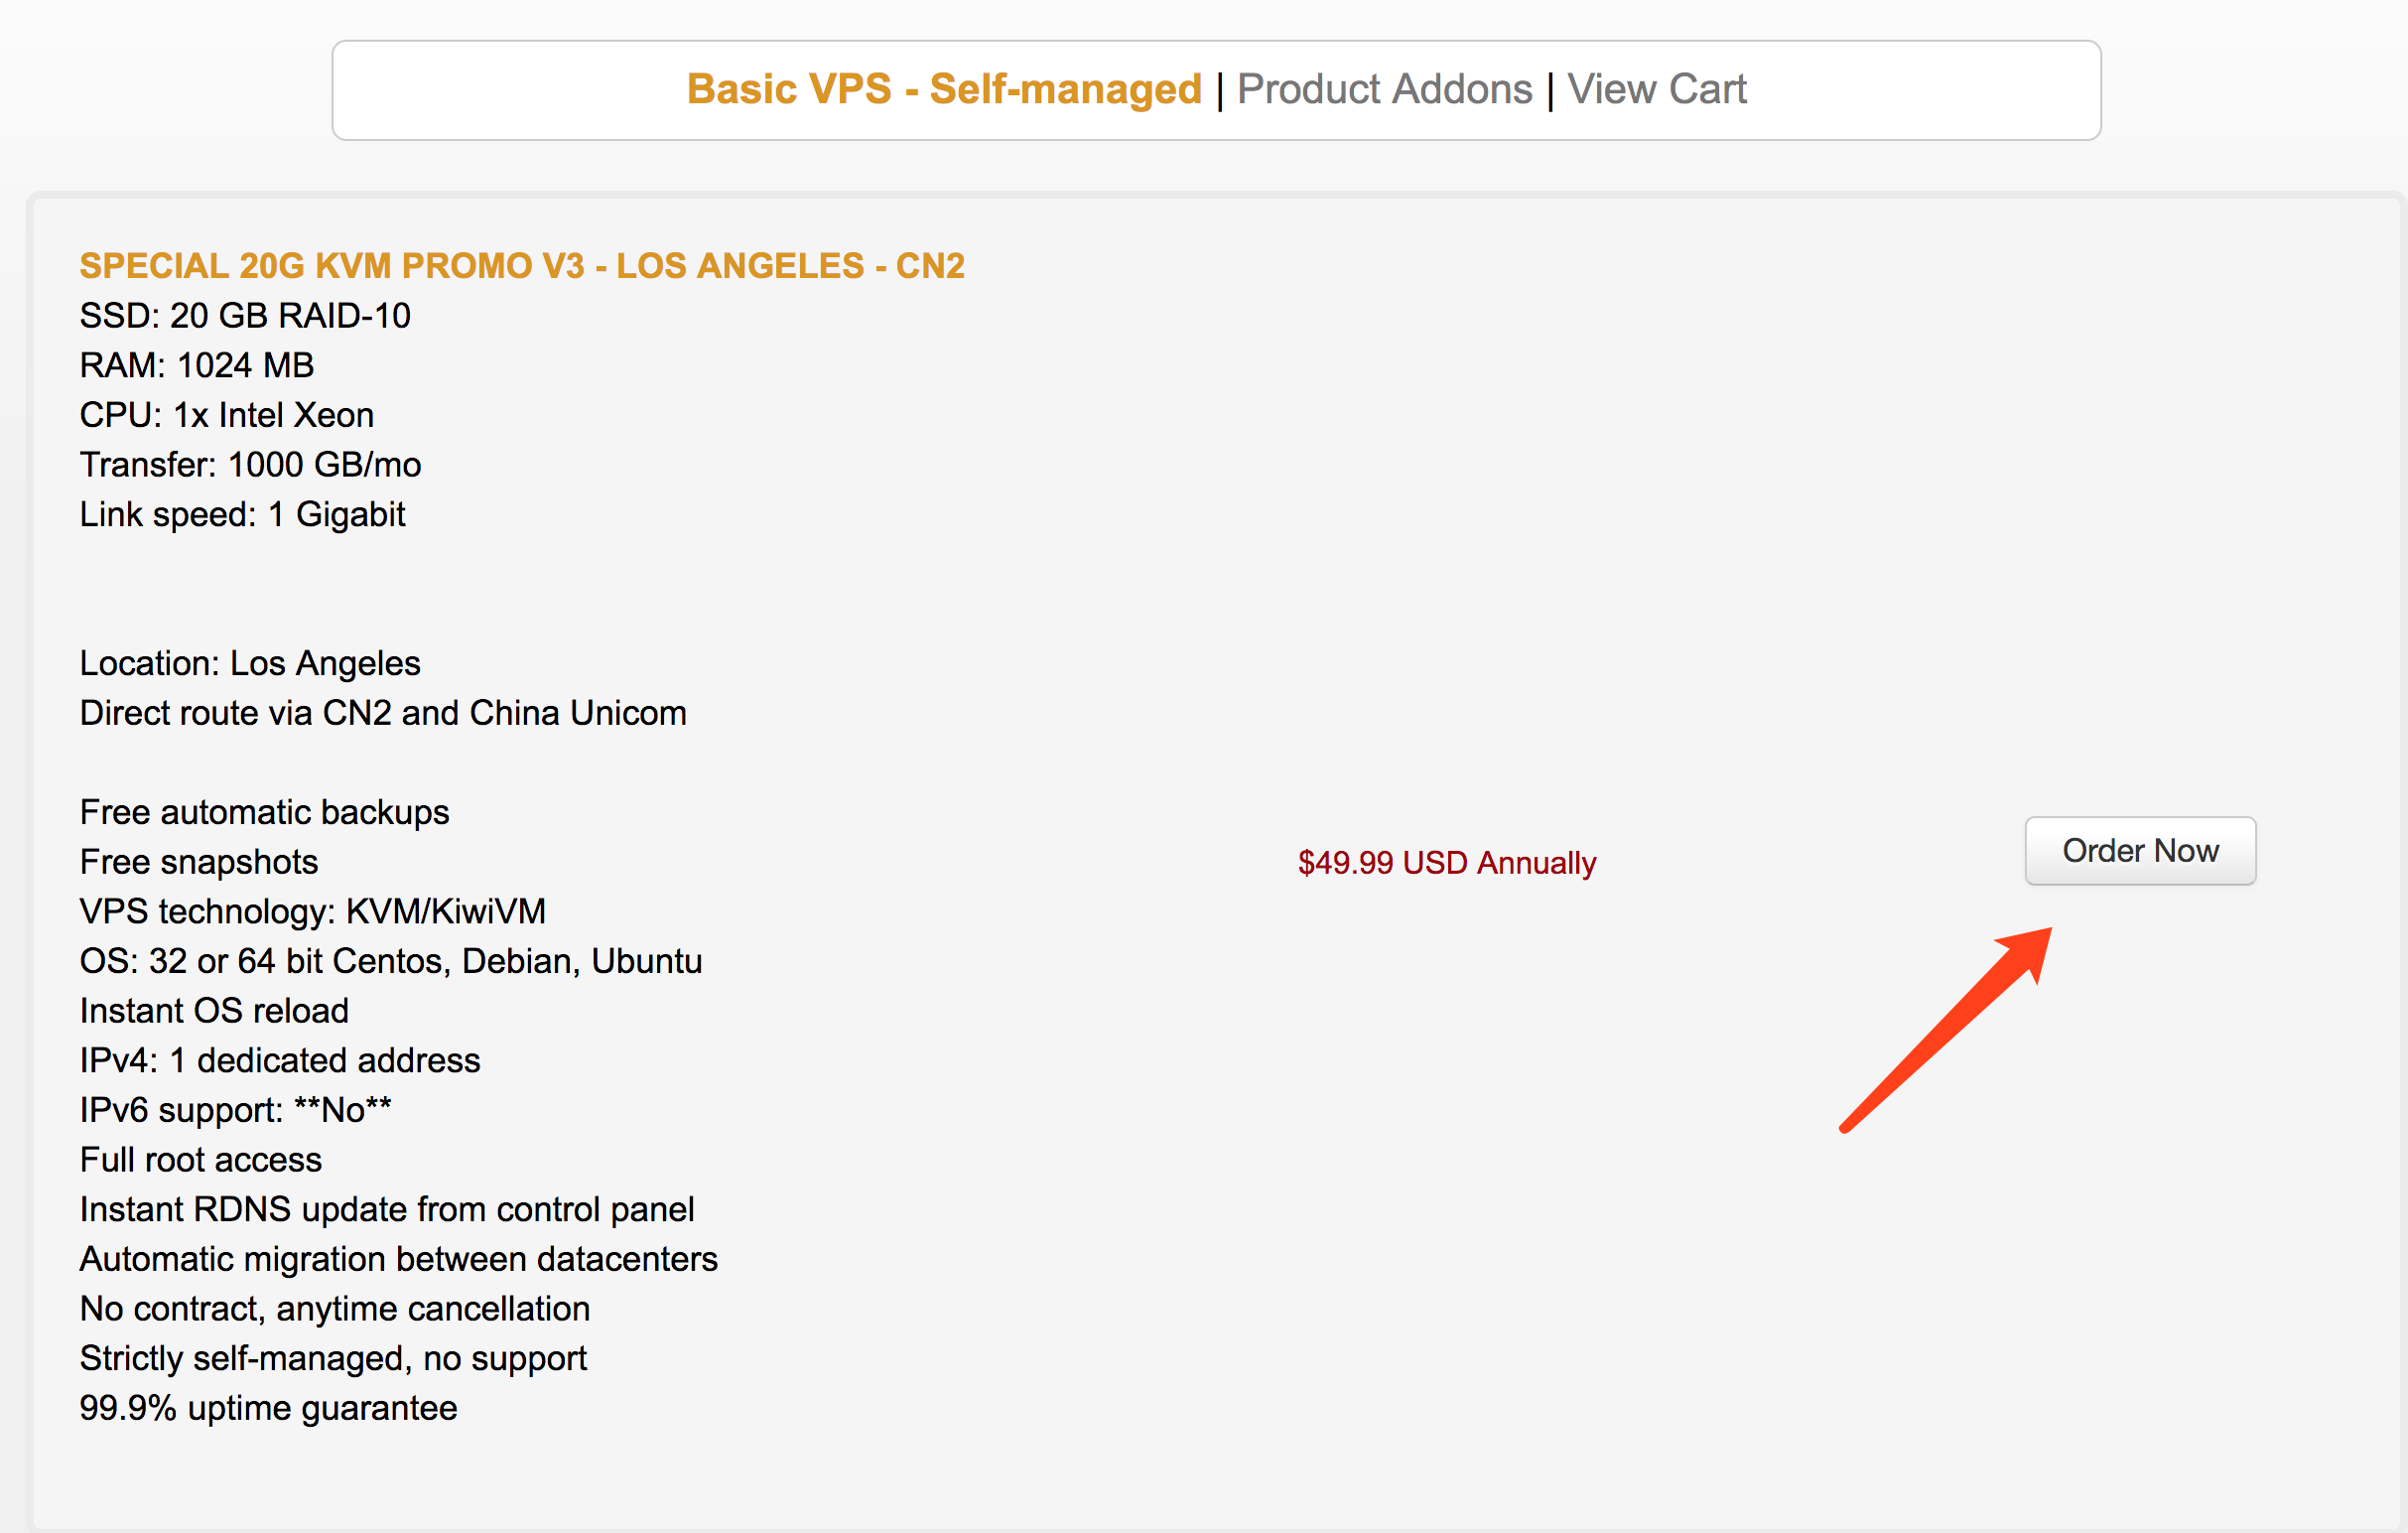 Basic VPS - Self-managed | Product Addons | View Cart
SPECIAL 20G KVM PROMO V3 - LOS ANGELES - CN2
SSD: 20 GB RAID-10
RAM: 1024 MB
CPU: 1x Intel Xeon
Transfer: 1000 GB/mo
Link speed: 1 Gigabit
Location: Los Angeles
Direct route via CN2 and China Unicom
Free automatic backups
Free snapshots
VPS technology: KVM/KiwiVM
OS: 32 or 64 bit Centos, Debian, Ubuntu
Instant OS reload
IPv4: 1 dedicated address
IPv6 support: **No**
Full root access
Instant RDNS update from control panel
Automatic migration between datacenters
No contract, anytime cancellation
Strictly self-managed, no support
99.9% uptime guarantee
$49.99 USD Annually
Order Now